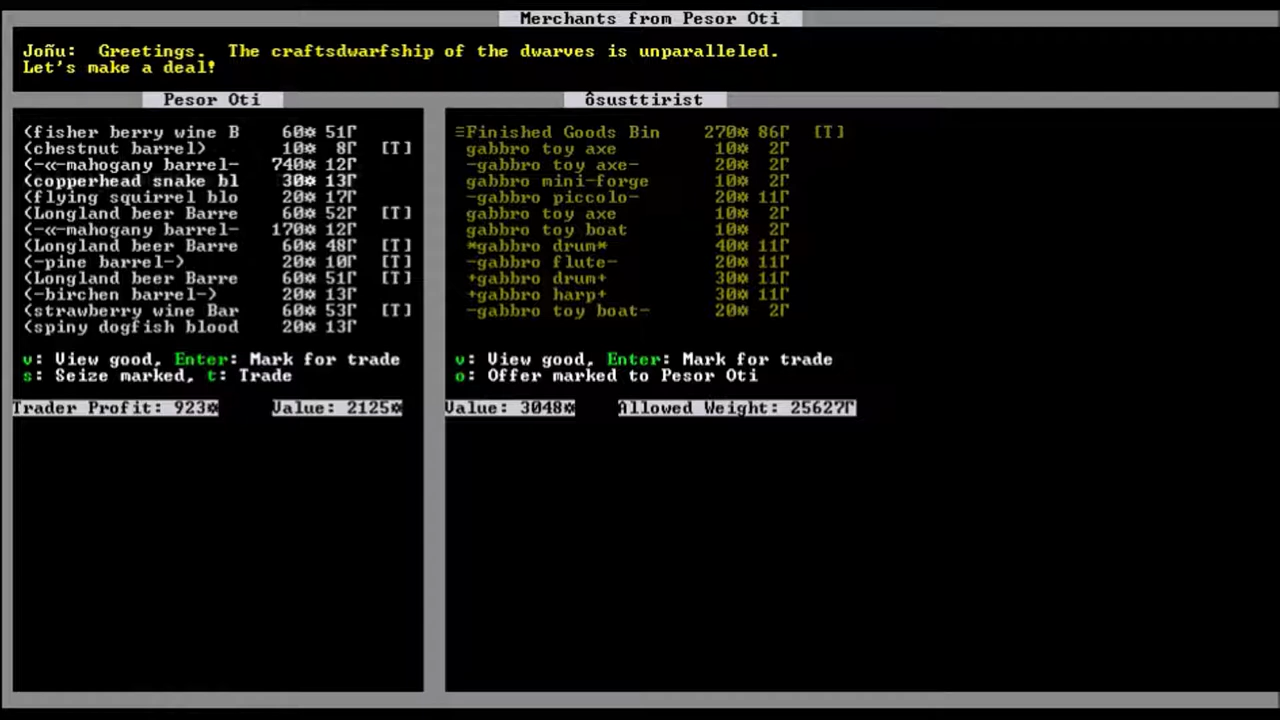 Merchants from Pesor Oti
Joñu:  Greetings.  The craftsdwarfship of the dwarves is unparalleled.
Let's make a deal!
Pesor Oti
(fisher berry wine B 60☼ 51Γ
(chestnut barrel) 10☼ 8Γ [T]
(-«-mahogany barrel- 740☼ 12Γ
(copperhead snake bl 30☼ 13Γ
(flying squirrel blo 20☼ 17Γ
(Longland beer Barre 60☼ 52Γ [T]
(-«-mahogany barrel- 170☼ 12Γ
(Longland beer Barre 60☼ 48Γ [T]
(-pine barrel-) 20☼ 10Γ [T]
(Longland beer Barre 60☼ 51Γ [T]
(-birchen barrel-) 20☼ 13Γ
(strawberry wine Bar 60☼ 53Γ [T]
(spiny dogfish blood 20☼ 13Γ
v: View good, Enter: Mark for trade
s: Seize marked, t: Trade
Trader Profit: 923☼ Value: 2125☼
ôsusttirist
≡Finished Goods Bin 270☼ 86Γ [T]
gabbro toy axe 10☼ 2Γ
-gabbro toy axe- 20☼ 2Γ
gabbro mini-forge 10☼ 2Γ
-gabbro piccolo- 20☼ 11Γ
gabbro toy axe 10☼ 2Γ
gabbro toy boat 10☼ 2Γ
*gabbro drum* 40☼ 11Γ
-gabbro flute- 20☼ 11Γ
+gabbro drum+ 30☼ 11Γ
+gabbro harp+ 30☼ 11Γ
-gabbro toy boat- 20☼ 2Γ
v: View good, Enter: Mark for trade
o: Offer marked to Pesor Oti
Value: 3048☼ Allowed Weight: 25627Γ